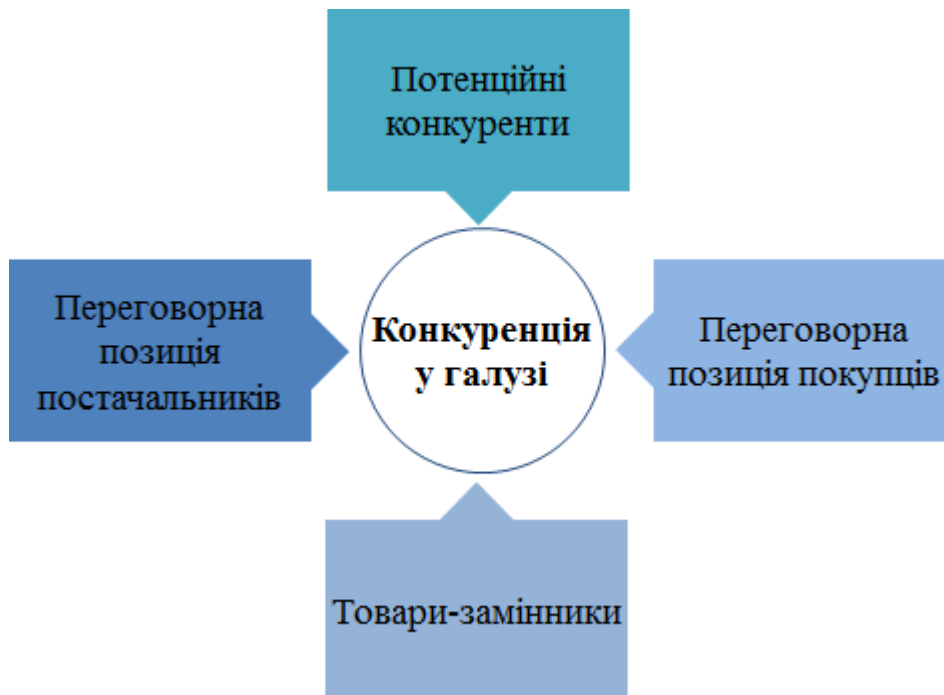 Потенційні
конкуренти
Переговорна
позиція
постачальників
Конкуренція
у галузі
Переговорна
позиція покупців
Товари-замінники